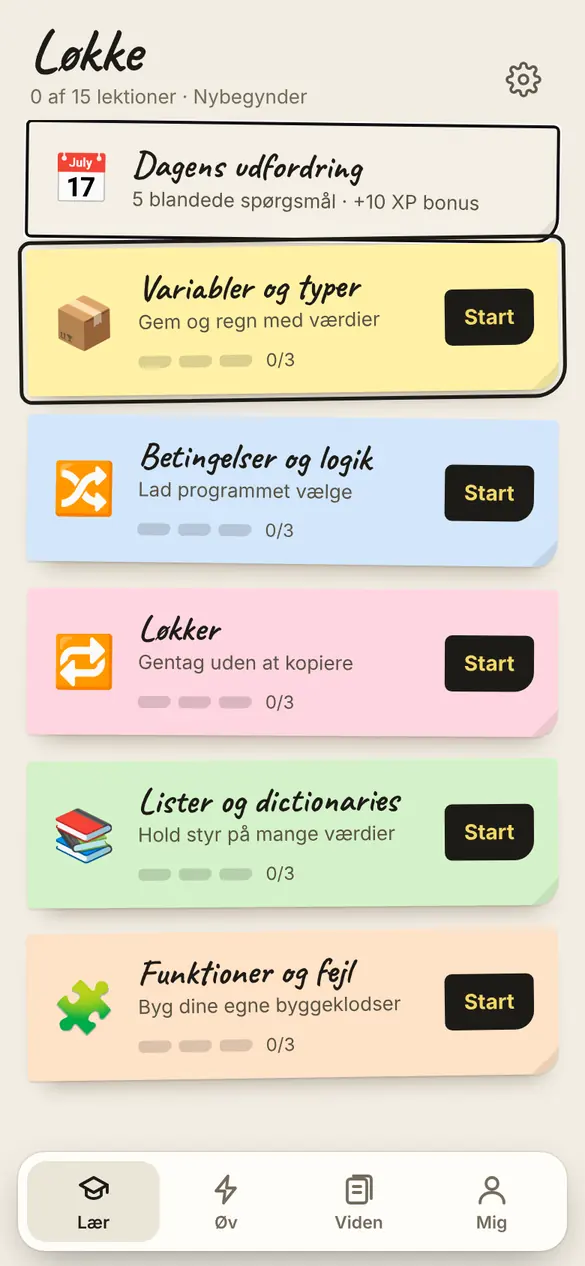 Løkke
0 af 15 lektioner · Nybegynder
July
17
Dagens udfordring
5 blandede spørgsmål · +10 XP bonus
Variabler og typer
Gem og regn med værdier
0/3
Start
Betingelser og logik
Lad programmet vælge
0/3
Start
Løkker
Gentag uden at kopiere
0/3
Start
Lister og dictionaries
Hold styr på mange værdier
0/3
Start
Funktioner og fejl
Byg dine egne byggeklodser
0/3
Start
Lær
Øv
Viden
Mig